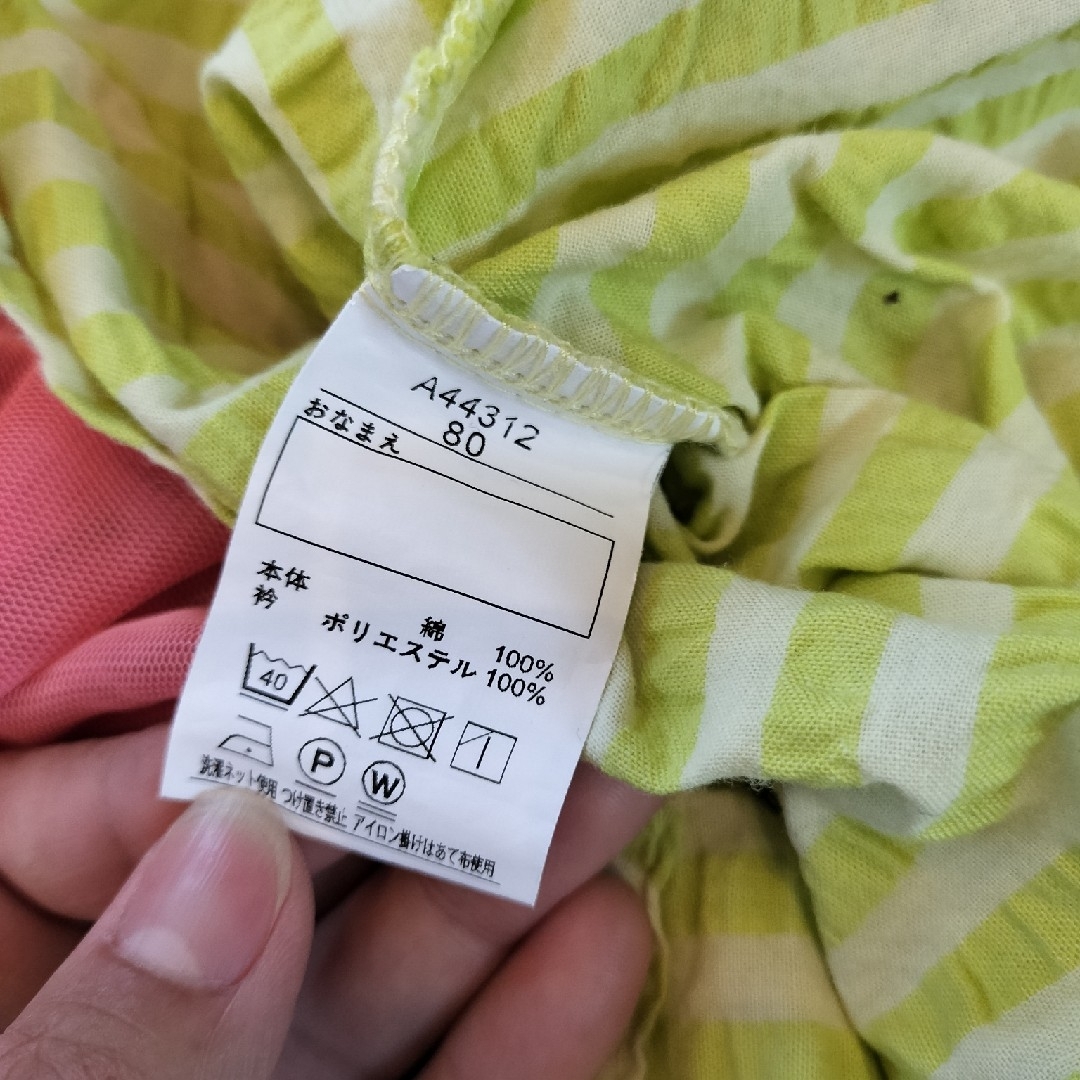 A44312
80
おなまえ
本体 綿 100%
衿 ポリエステル 100%
40
P W
洗濯ネット使用 つけ置き禁止 アイロン掛けはあて布使用